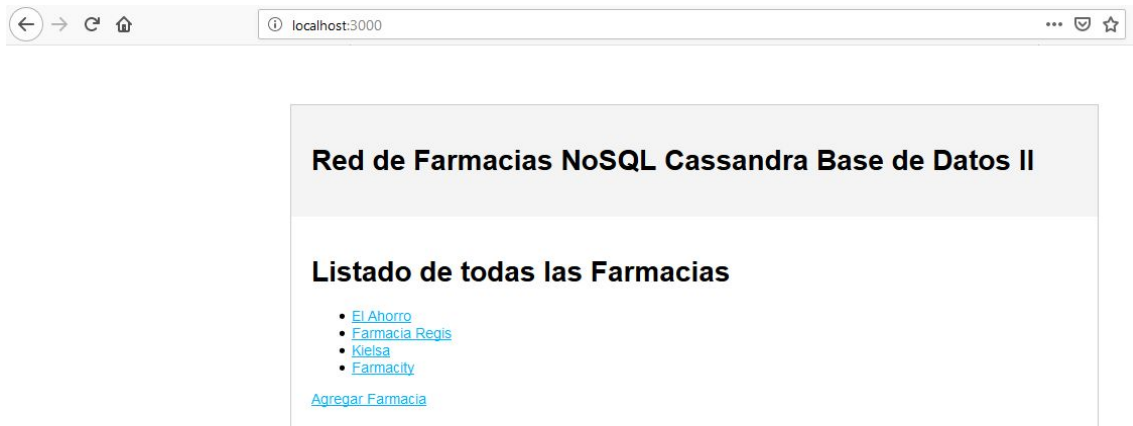 localhost:3000
Red de Farmacias NoSQL Cassandra Base de Datos II
Listado de todas las Farmacias
El Ahorro
Farmacia Regis
Kielsa
Farmacity
Agregar Farmacia